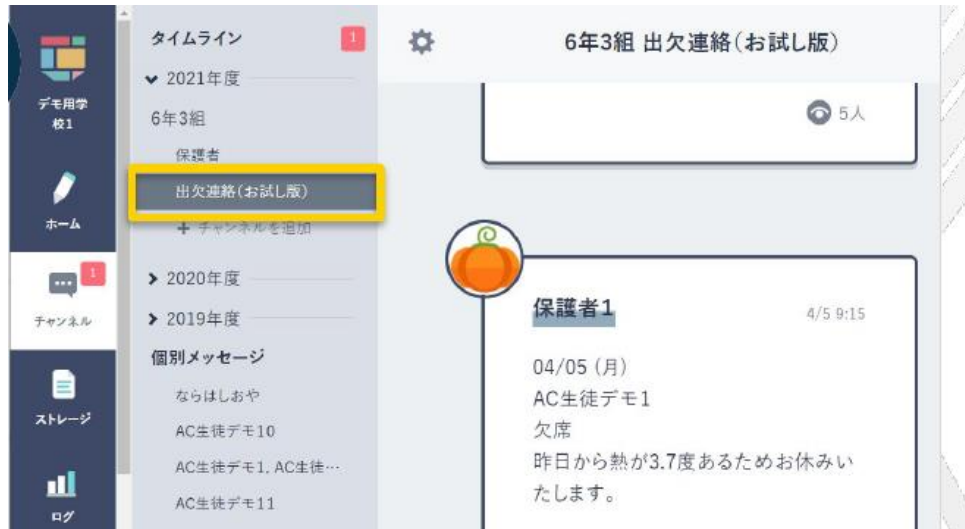 デモ用学
校1
ホーム
1
チャンネル
ストレージ
ログ
タイムライン
1
2021年度
6年3組
保護者
出欠連絡(お試し版)
+ チャンネルを追加
2020年度
2019年度
個別メッセージ
ならはしおや
AC生徒デモ10
AC生徒デモ1, AC生徒…
AC生徒デモ11
6年3組 出欠連絡(お試し版)
5人
保護者1
4/5 9:15
04/05 (月)
AC生徒デモ1
欠席
昨日から熱が3.7度あるためお休みい
たします。